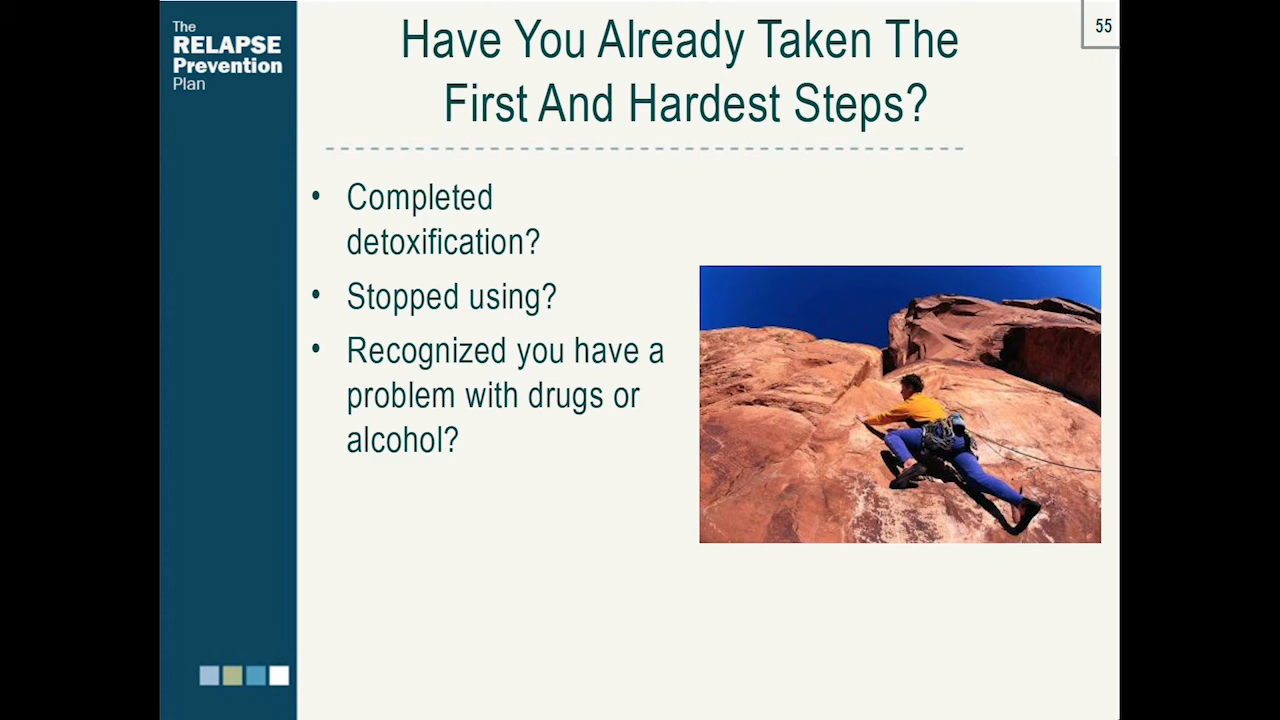 The
RELAPSE
Prevention
Plan
Have You Already Taken The
First And Hardest Steps?
55
• Completed
detoxification?
• Stopped using?
• Recognized you have a
problem with drugs or
alcohol?